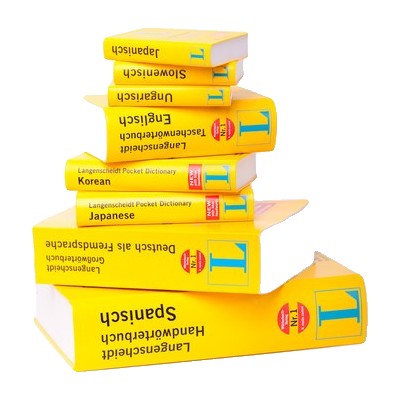 Japanisch
L
Slowenisch
L
Ungarisch
L
Langenscheidt
Taschenwörterbuch
Englisch
L
Langenscheidt Pocket Dictionary
Korean
L
Langenscheidt Pocket Dictionary
Japanese
L
Langenscheidt
Großwörterbuch
Deutsch als Fremdsprache
L
Langenscheidt
Handwörterbuch
Spanisch
L